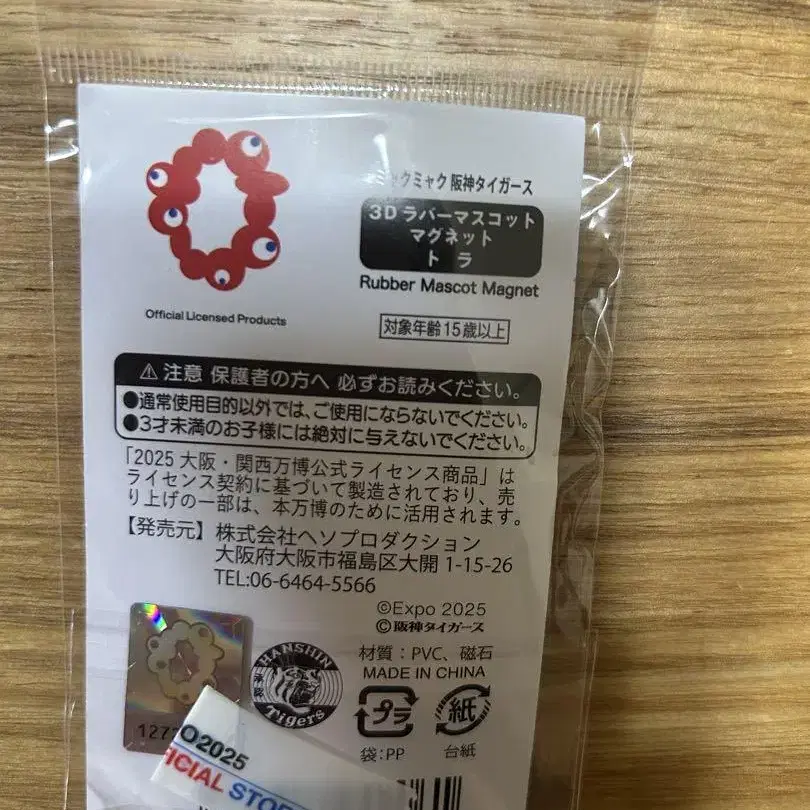 ミャクミャク 阪神タイガース
3D ラバーマスコット
マグネット
トラ
Rubber Mascot Magnet
Official Licensed Products
対象年齢15歳以上
⚠注意 保護者の方へ 必ずお読みください。
●通常使用目的以外では、ご使用にならないでください。
●3才未満のお子様には絶対に与えないでください。
「2025 大阪・関西万博公式ライセンス商品」は
ライセンス契約に基づいて製造されており、売
り上げの一部は、本万博のために活用されます。
【発売元】株式会社ヘソプロダクション
大阪府大阪市福島区大開 1-15-26
TEL:06-6464-5566
©Expo 2025
©阪神タイガース
材質：PVC、磁石
MADE IN CHINA
HANSHIN
承認
Tigers
プラ
紙
袋:PP
台紙
127
O2025
ICIAL STOR